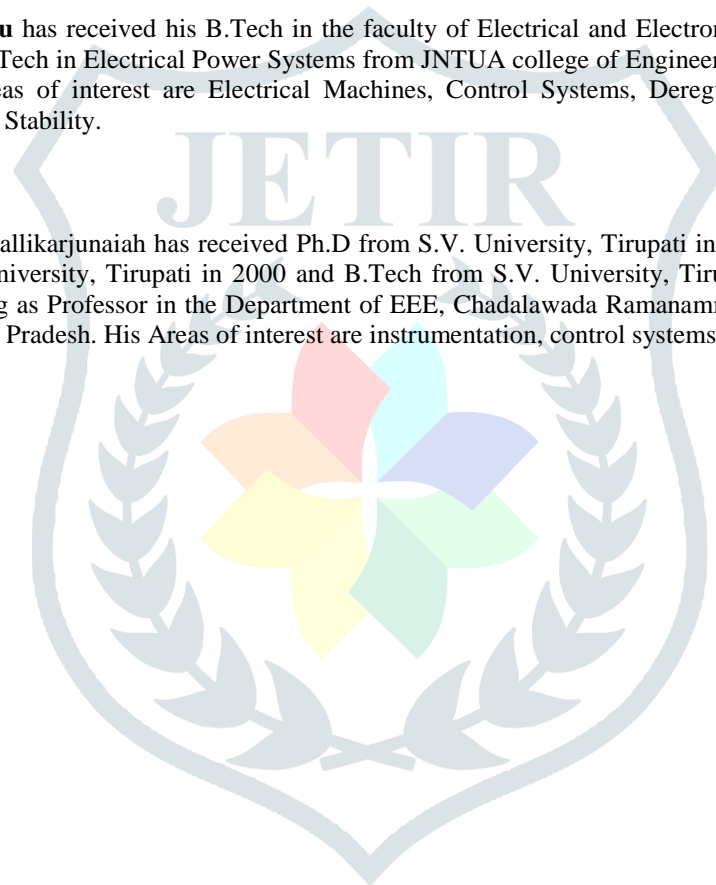 u has received his B.Tech in the faculty of Electrical and Electron
Tech in Electrical Power Systems from JNTUA college of Engineer
eas of interest are Electrical Machines, Control Systems, Deregu
Stability.
JETIR
allikarjunaiah has received Ph.D from S.V. University, Tirupati in
niversity, Tirupati in 2000 and B.Tech from S.V. University, Tiru
g as Professor in the Department of EEE, Chadalawada Ramanam
Pradesh. His Areas of interest are instrumentation, control systems